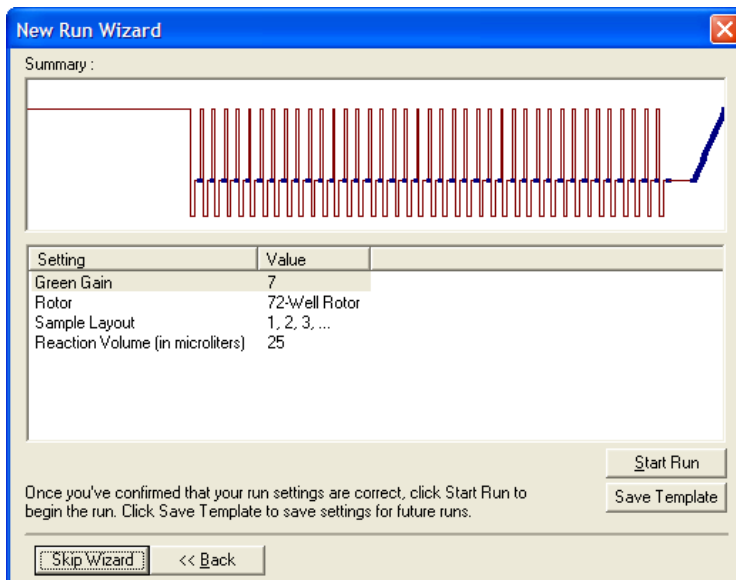 New Run Wizard
Summary :
Setting Value
Green Gain 7
Rotor 72-Well Rotor
Sample Layout 1, 2, 3, ...
Reaction Volume (in microliters) 25
Start Run
Once you've confirmed that your run settings are correct, click Start Run to
begin the run. Click Save Template to save settings for future runs.
Save Template
Skip Wizard << Back